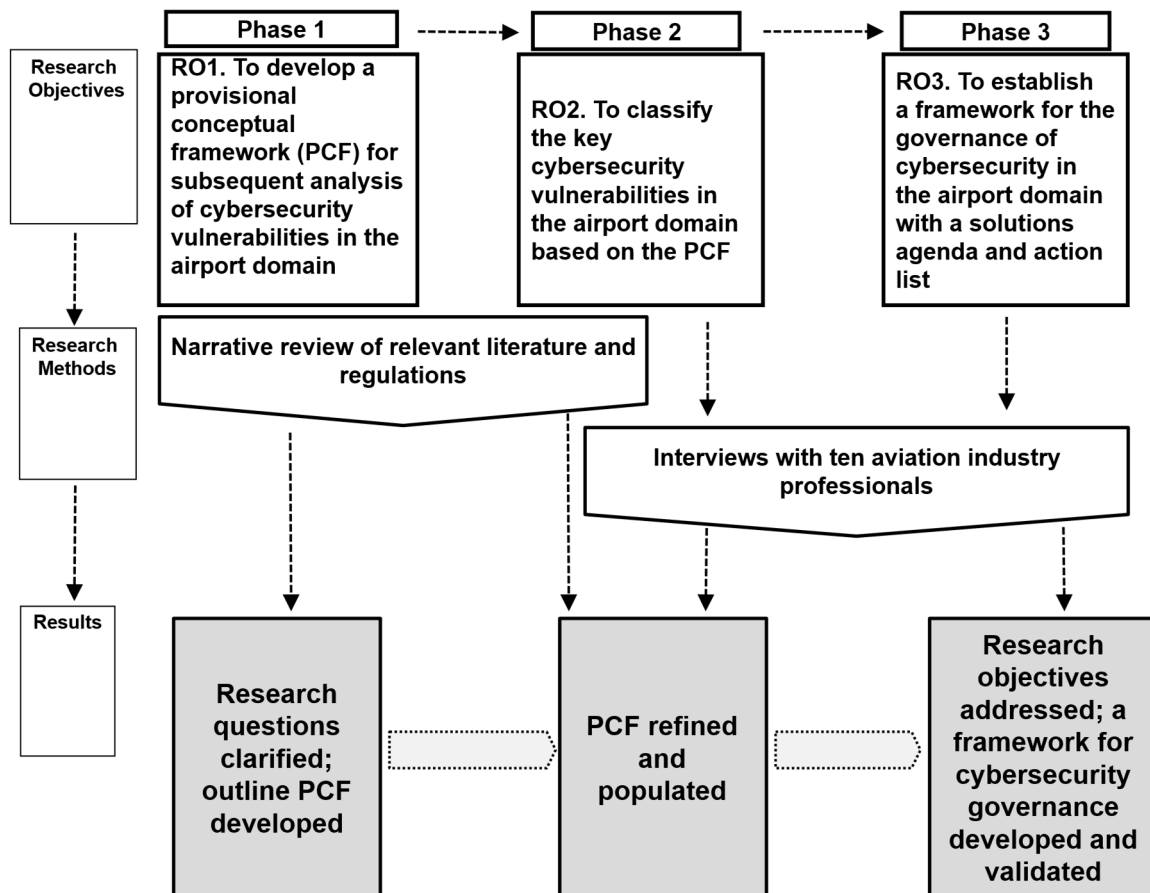 Phase 1
Phase 2
Phase 3
Research
Objectives
RO1. To develop a
provisional
conceptual
framework (PCF) for
subsequent analysis
of cybersecurity
vulnerabilities in the
airport domain
RO2. To classify
the key
cybersecurity
vulnerabilities in
the airport domain
based on the PCF
RO3. To establish
a framework for the
governance of
cybersecurity in
the airport domain
with a solutions
agenda and action
list
Research
Methods
Narrative review of relevant literature and
regulations
Interviews with ten aviation industry
professionals
Results
Research
questions
clarified;
outline PCF
developed
PCF refined
and
populated
Research
objectives
addressed; a
framework for
cybersecurity
governance
developed and
validated